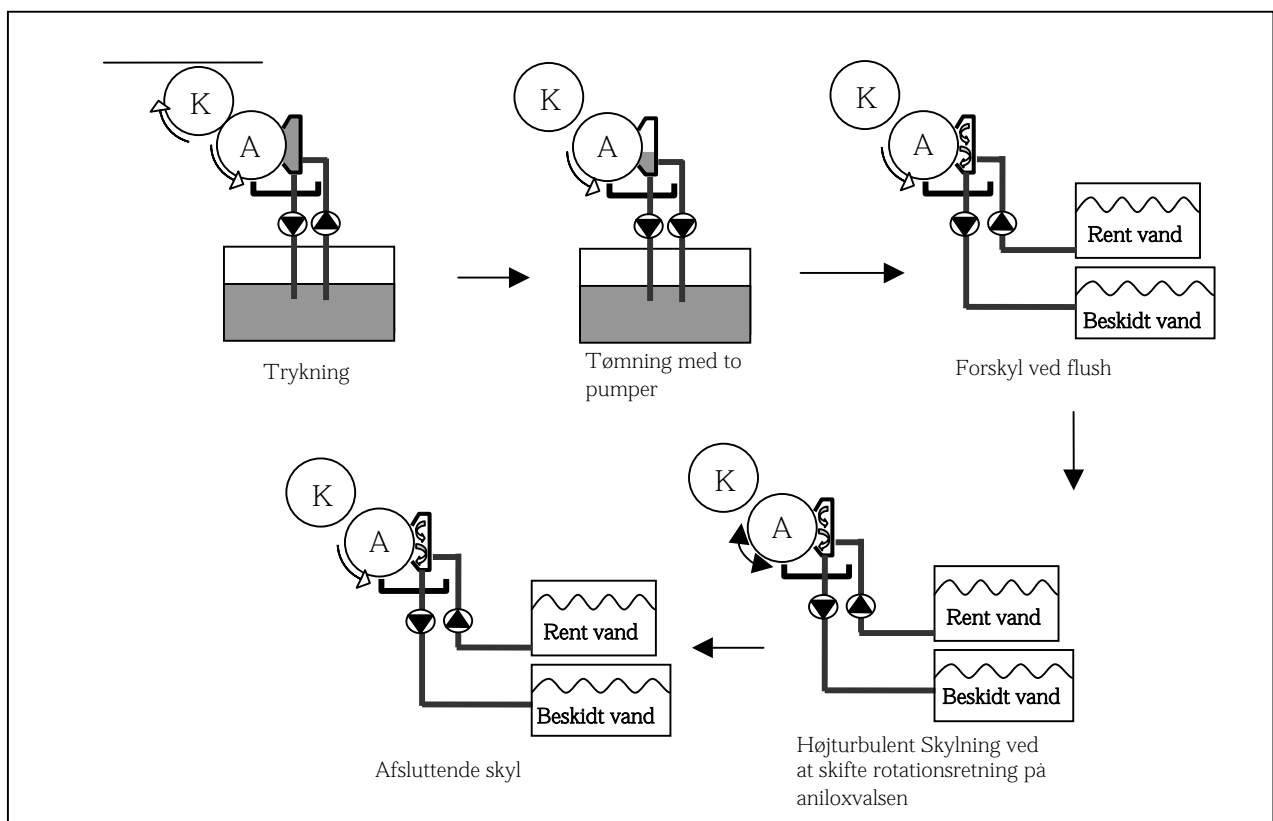 K
A
Trykning
K
A
Tømning med to
pumper
K
A
Rent vand
Beskidt vand
Forskyl ved flush
K
A
Rent vand
Beskidt vand
Højturbulent Skylning ved
at skifte rotationsretning på
aniloxvalsen
K
A
Rent vand
Beskidt vand
Afsluttende skyl